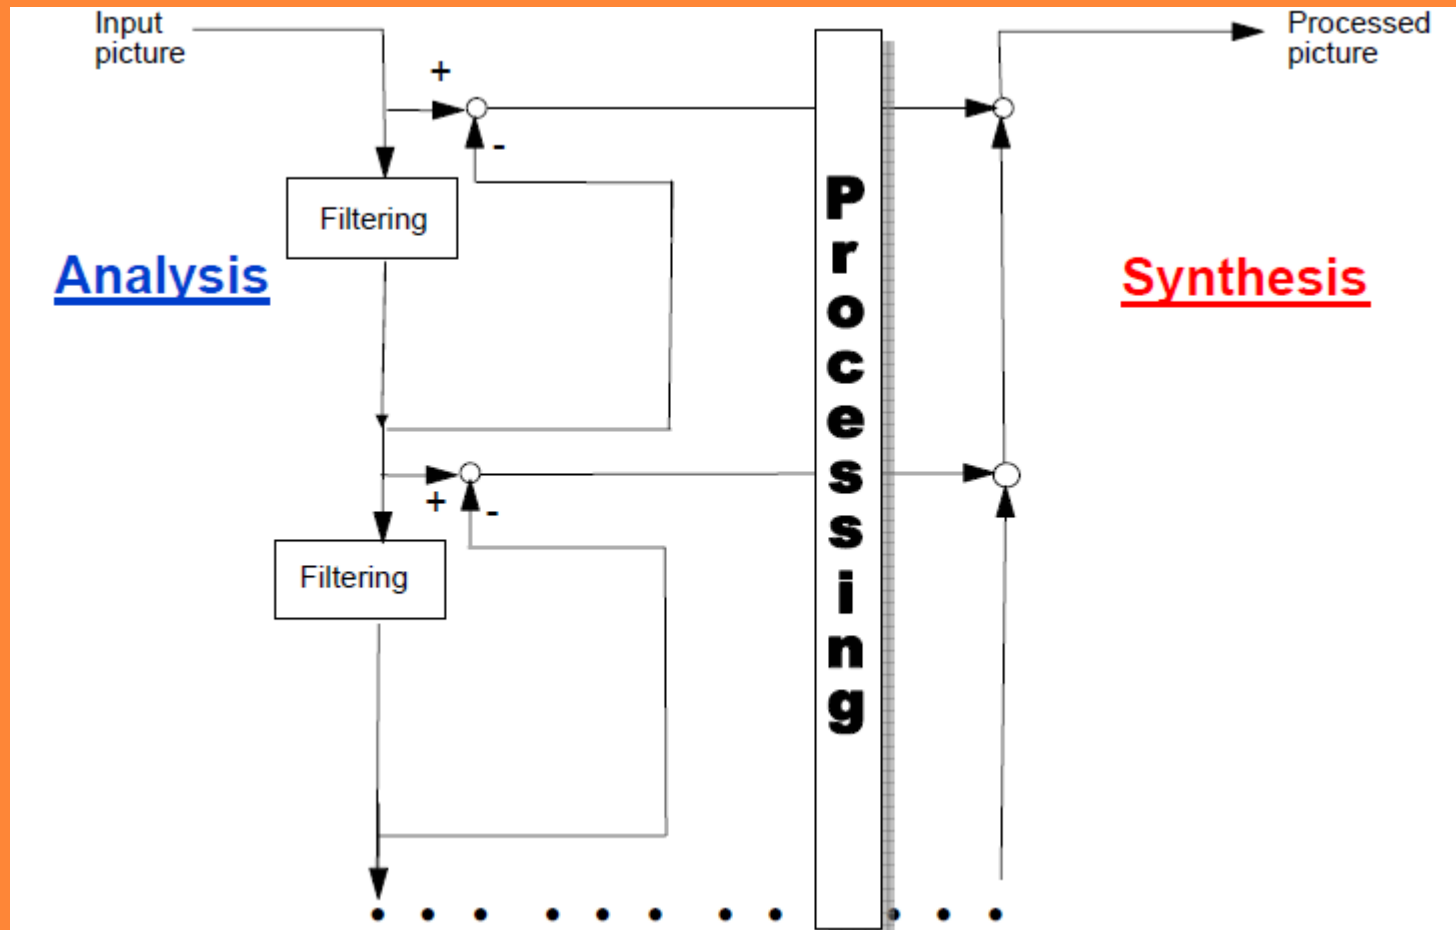 Input
picture
Processed
picture
+
-
Filtering
Analysis
Processing
Synthesis
+
-
Filtering